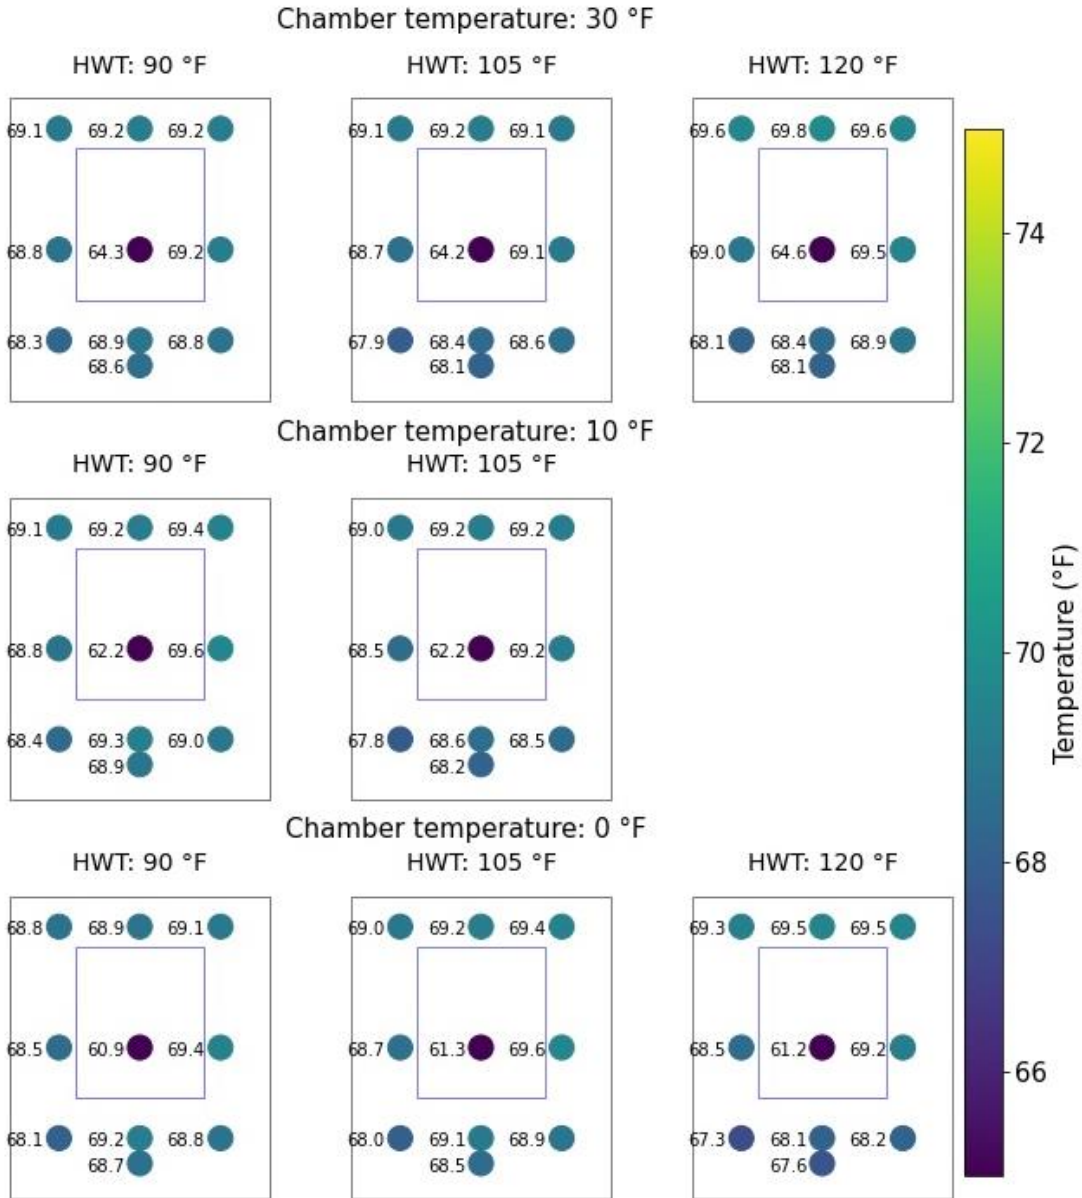 Chamber temperature: 30 °F
HWT: 90 °F HWT: 105 °F HWT: 120 °F
69.1 69.2 69.2 69.1 69.2 69.1 69.6 69.8 69.6
68.8 64.3 69.2 68.7 64.2 69.1 69.0 64.6 69.5
68.3 68.9 68.8 67.9 68.4 68.6 68.1 68.4 68.9
68.6 68.1 68.1
Chamber temperature: 10 °F
HWT: 90 °F HWT: 105 °F
69.1 69.2 69.4 69.0 69.2 69.2
68.8 62.2 69.6 68.5 62.2 69.2
68.4 69.3 69.0 67.8 68.6 68.5
68.9 68.2
Chamber temperature: 0 °F
HWT: 90 °F HWT: 105 °F HWT: 120 °F
68.8 68.9 69.1 69.0 69.2 69.4 69.3 69.5 69.5
68.5 60.9 69.4 68.7 61.3 69.6 68.5 61.2 69.2
68.1 69.2 68.8 68.0 69.1 68.9 67.3 68.1 68.2
68.7 68.5 67.6
74
72
70
68
66
Temperature (°F)